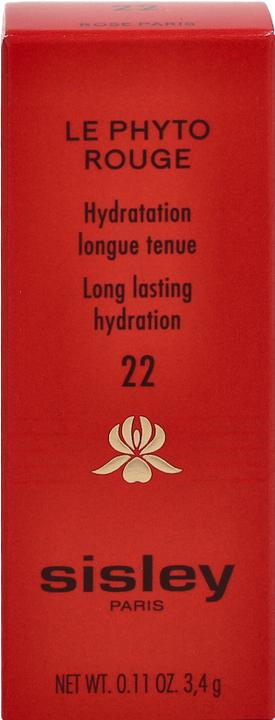 22
ROSE PARIS
LE PHYTO
ROUGE
Hydratation
longue tenue
Long lasting
hydration
22
sisley
PARIS
NET WT. 0.11 OZ. 3,4 g